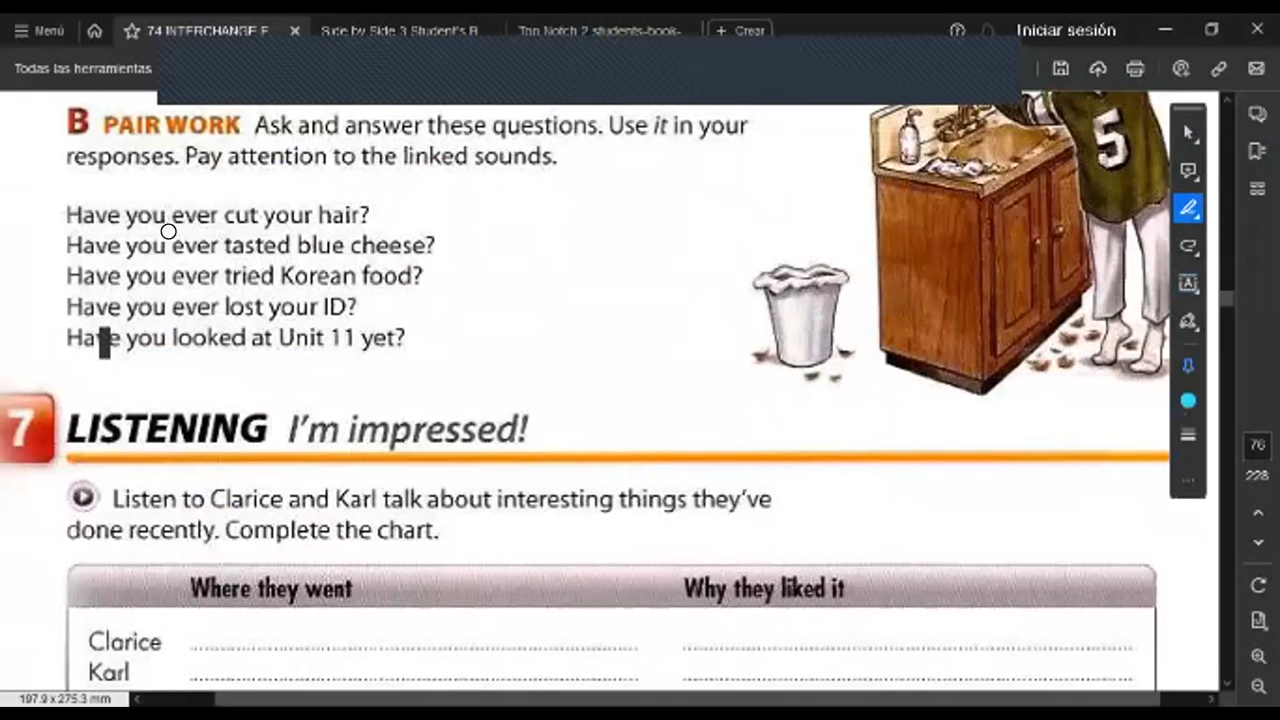 Menú
74 INTERCHANGE F
Side by Side 3 Student's B
Top Notch 2 students-book-
+ Crear
Iniciar sesión
Todas las herramientas
B PAIR WORK Ask and answer these questions. Use it in your
responses. Pay attention to the linked sounds.
Have you ever cut your hair?
Have you ever tasted blue cheese?
Have you ever tried Korean food?
Have you ever lost your ID?
Have you looked at Unit 11 yet?
5
7 LISTENING I'm impressed!
Listen to Clarice and Karl talk about interesting things they've
done recently. Complete the chart.
Where they went Why they liked it
Clarice
Karl
76
228
197.9 x 275.3 mm